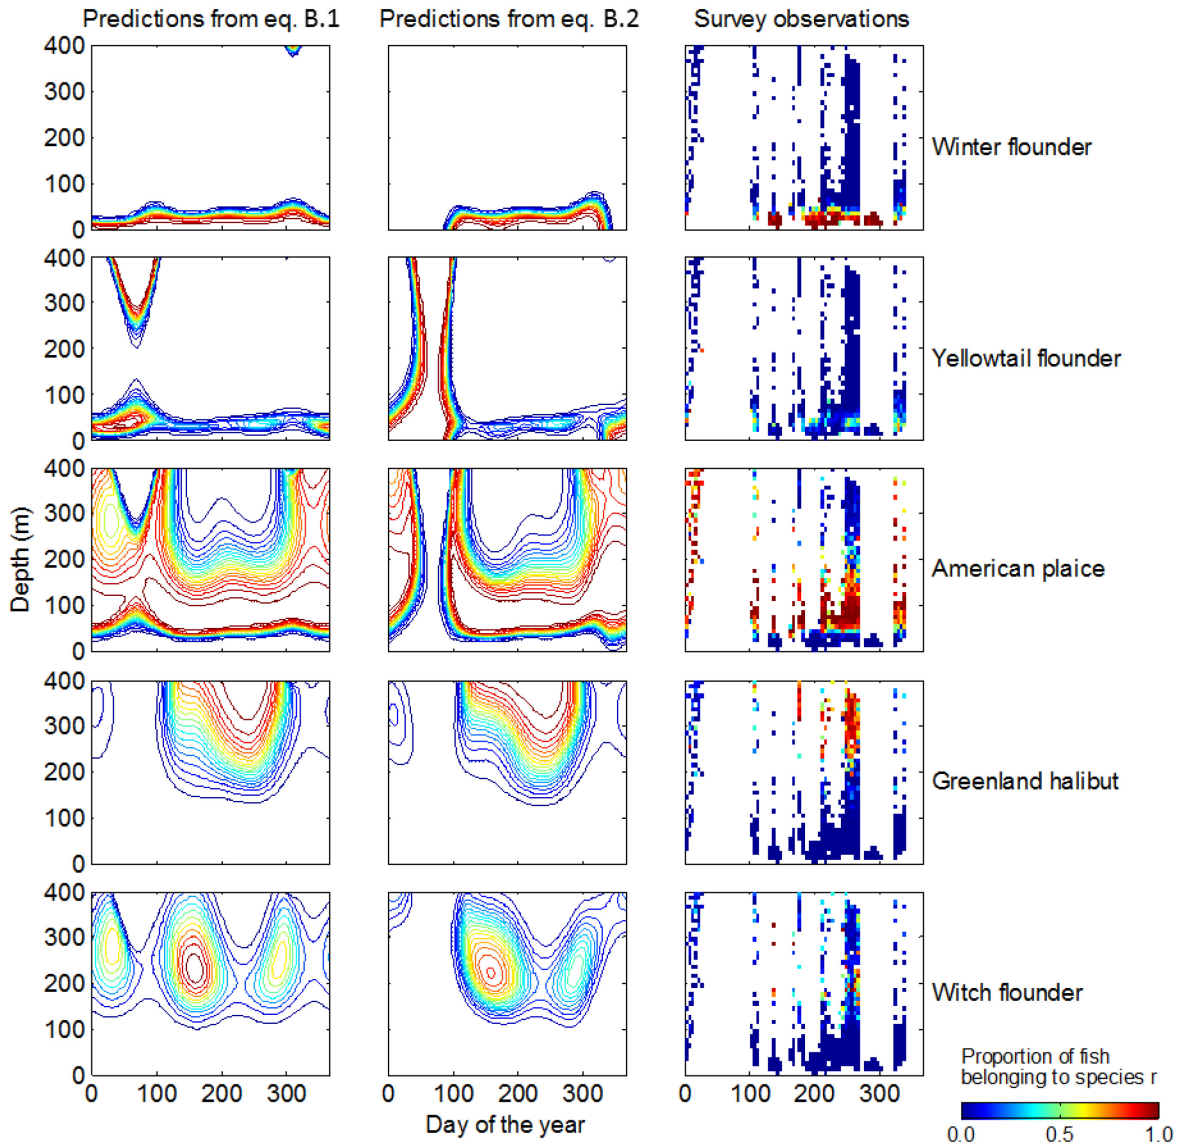 Predictions from eq. B.1 Predictions from eq. B.2 Survey observations
400
300
200
100
0
Winter flounder
400
300
200
100
0
Yellowtail flounder
400
300
200
100
0
American plaice
Depth (m)
400
300
200
100
0
Greenland halibut
400
300
200
100
0
Witch flounder
0 100 200 300 0 100 200 300 0 100 200 300
Day of the year
Proportion of fish
belonging to species r
0.0 0.5 1.0